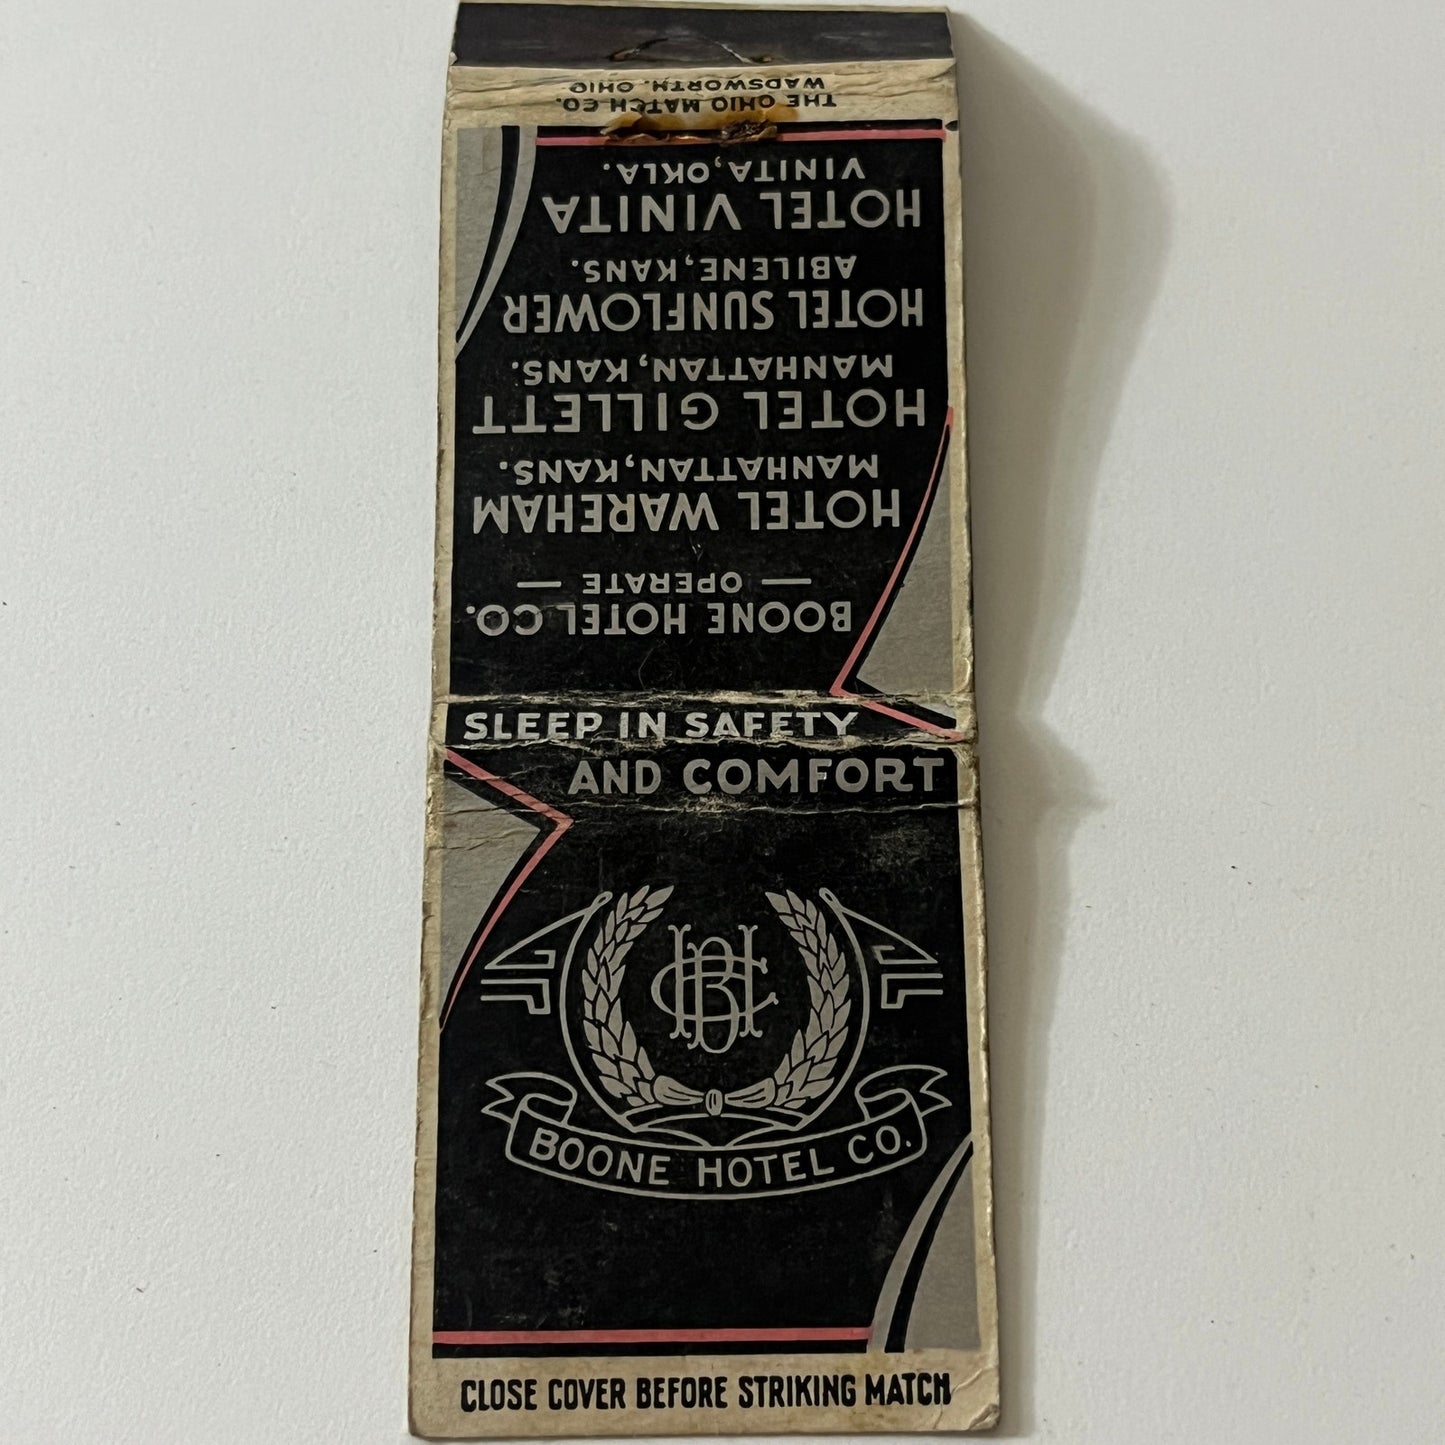 THE OHIO MATCH CO.
WADSWORTH, OHIO
BOONE HOTEL CO.
— OPERATE —
HOTEL WAREHAM
MANHATTAN, KANS.
HOTEL GILLETT
MANHATTAN, KANS.
HOTEL SUNFLOWER
ABILENE, KANS.
HOTEL VINITA
VINITA, OKLA.
SLEEP IN SAFETY
AND COMFORT
BHC
BOONE HOTEL CO.
CLOSE COVER BEFORE STRIKING MATCH